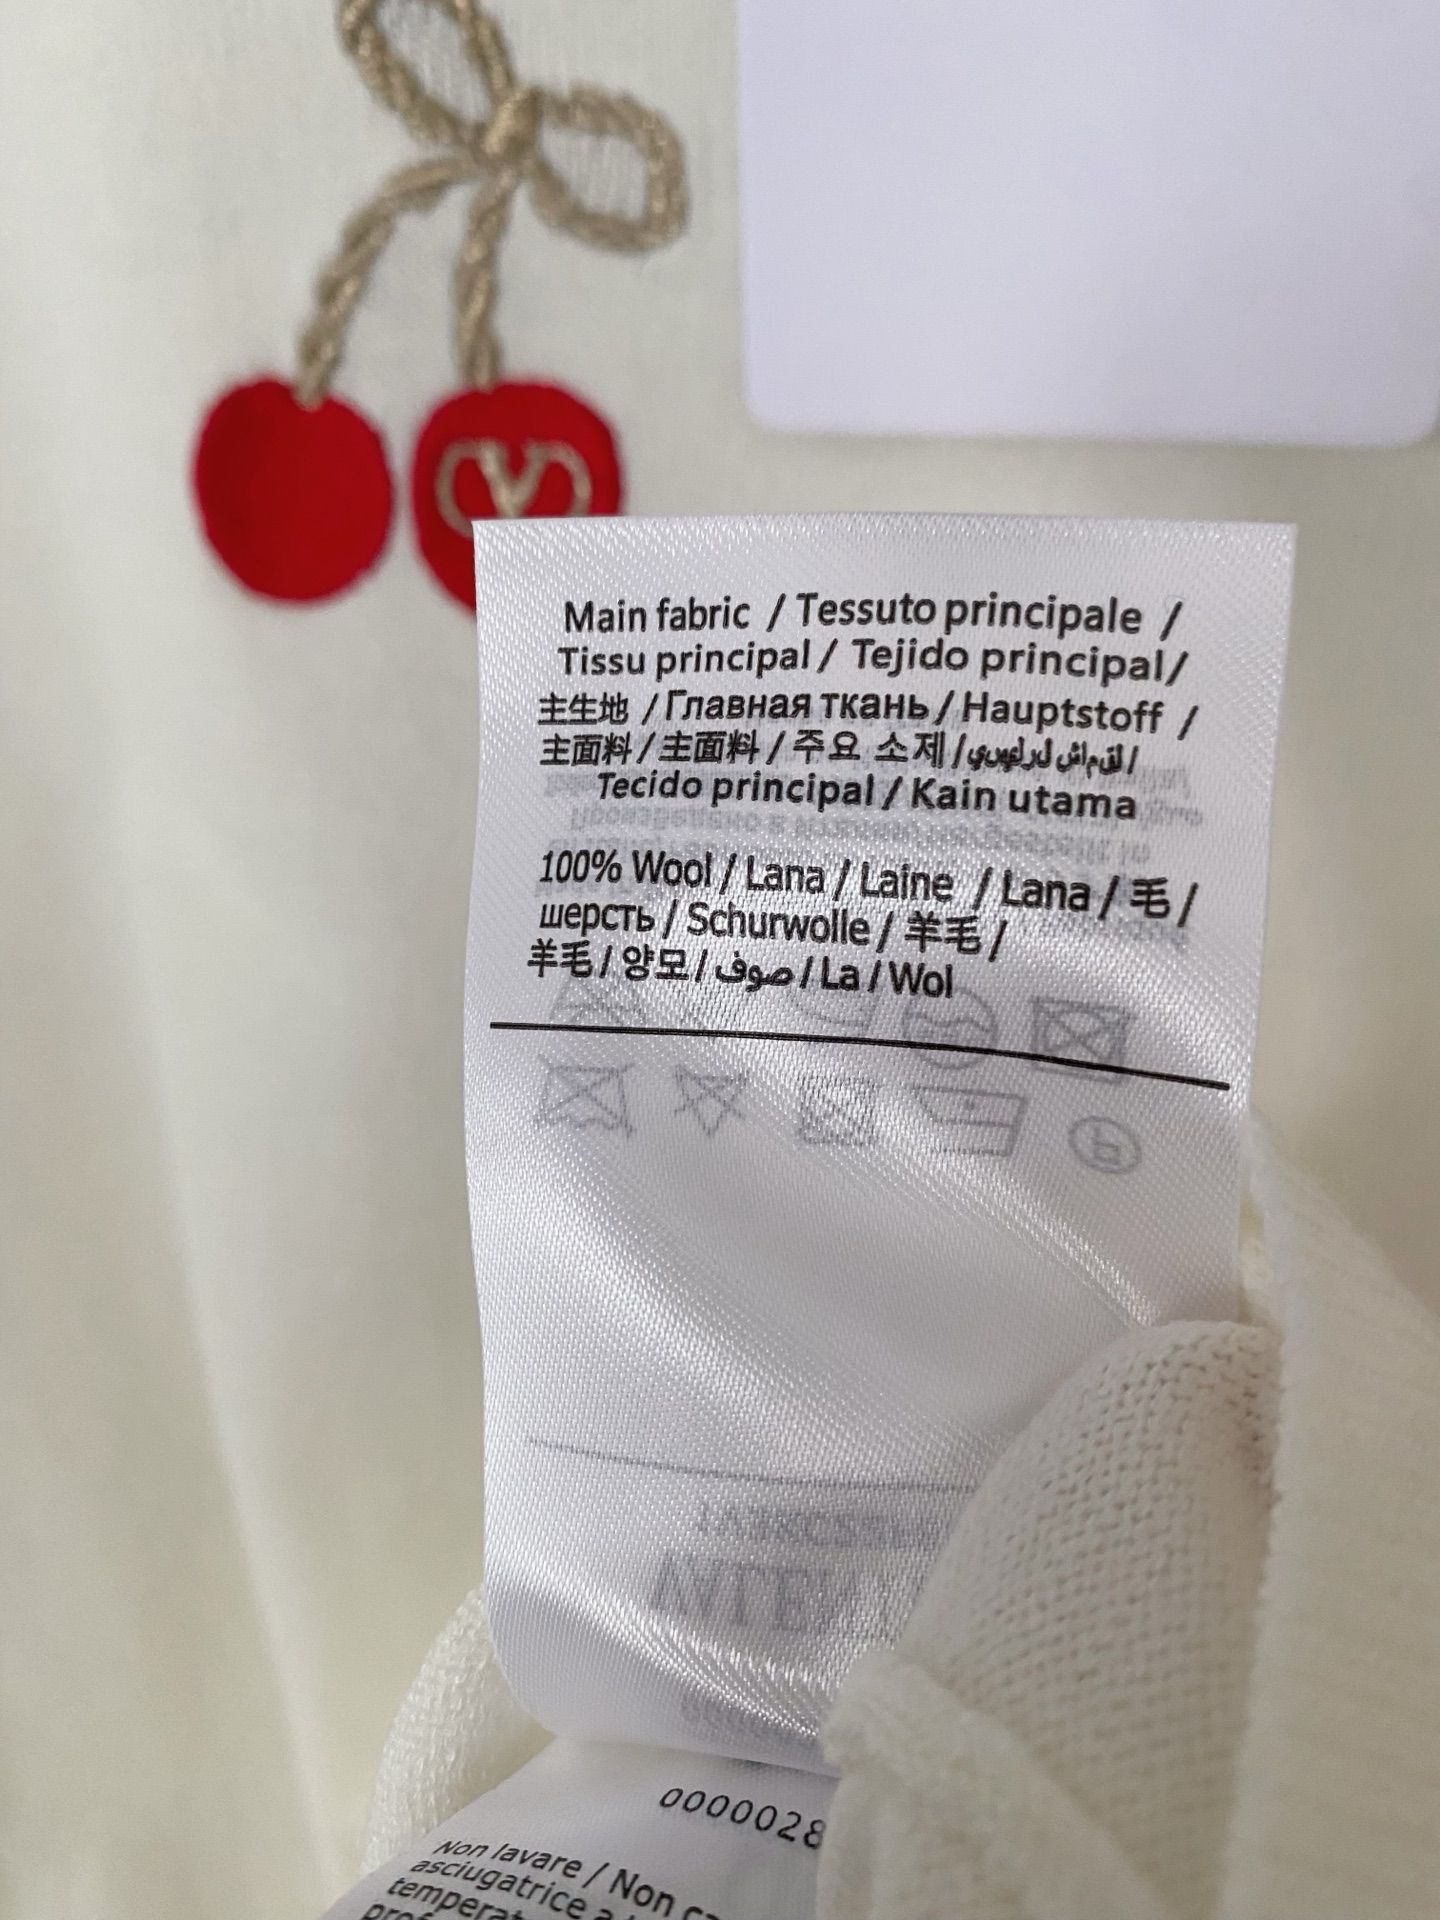 Main fabric / Tessuto principale /
Tissu principal / Tejido principal/
主生地 / Главная ткань / Hauptstoff /
主面料 / 主面料 / 주요 소제 /
Tecido principal / Kain utama
100% Wool / Lana / Laine / Lana / 毛 /
шерсть / Schurwolle / 羊毛 /
羊毛 / 양모 / صوف / La / Wol
0000028
Non lavare / Non
asciugatrice a